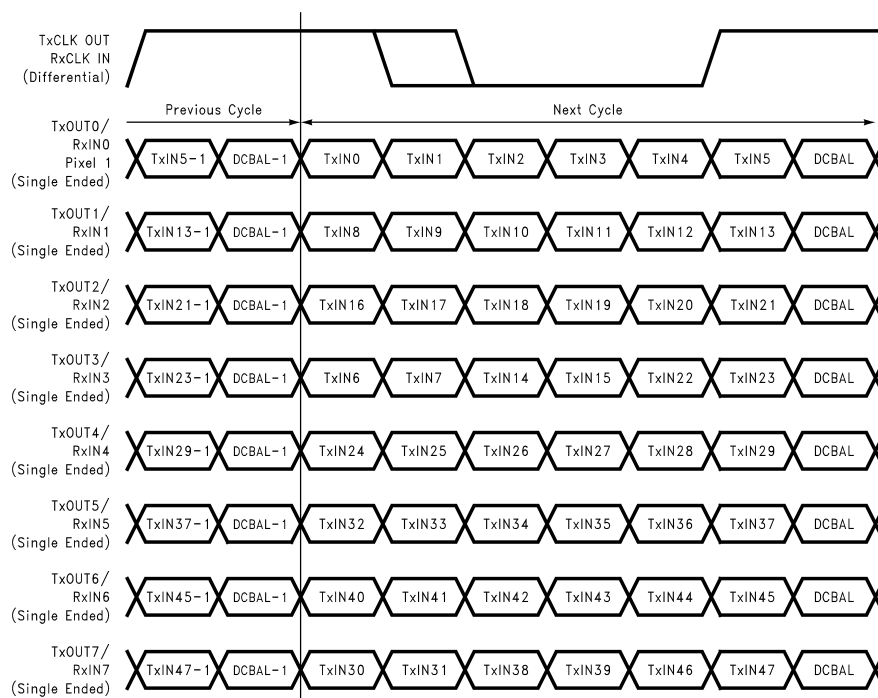 TxCLK OUT
RxCLK IN
(Differential)
Previous Cycle
Next Cycle
TxOUT0/
RxIN0
Pixel 1
(Single Ended)
TxIN5-1 DCBAL-1 TxIN0 TxIN1 TxIN2 TxIN3 TxIN4 TxIN5 DCBAL
TxOUT1/
RxIN1
(Single Ended)
TxIN13-1 DCBAL-1 TxIN8 TxIN9 TxIN10 TxIN11 TxIN12 TxIN13 DCBAL
TxOUT2/
RxIN2
(Single Ended)
TxIN21-1 DCBAL-1 TxIN16 TxIN17 TxIN18 TxIN19 TxIN20 TxIN21 DCBAL
TxOUT3/
RxIN3
(Single Ended)
TxIN23-1 DCBAL-1 TxIN6 TxIN7 TxIN14 TxIN15 TxIN22 TxIN23 DCBAL
TxOUT4/
RxIN4
(Single Ended)
TxIN29-1 DCBAL-1 TxIN24 TxIN25 TxIN26 TxIN27 TxIN28 TxIN29 DCBAL
TxOUT5/
RxIN5
(Single Ended)
TxIN37-1 DCBAL-1 TxIN32 TxIN33 TxIN34 TxIN35 TxIN36 TxIN37 DCBAL
TxOUT6/
RxIN6
(Single Ended)
TxIN45-1 DCBAL-1 TxIN40 TxIN41 TxIN42 TxIN43 TxIN44 TxIN45 DCBAL
TxOUT7/
RxIN7
(Single Ended)
TxIN47-1 DCBAL-1 TxIN30 TxIN31 TxIN38 TxIN39 TxIN46 TxIN47 DCBAL